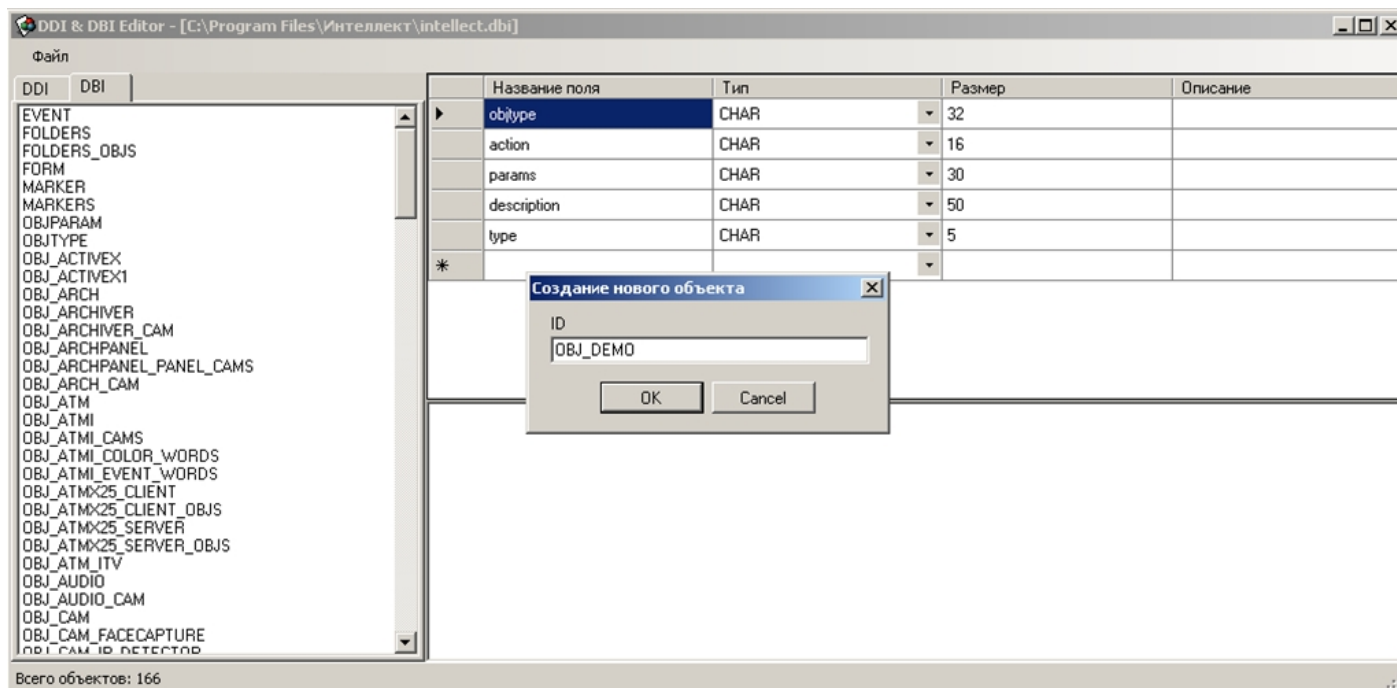 DDI & DBI Editor - [C:\Program Files\Интеллект\intellect.dbi]
Файл
DDI DBI
EVENT
FOLDERS
FOLDERS_OBJS
FORM
MARKER
MARKERS
OBJPARAM
OBJTYPE
OBJ_ACTIVEX
OBJ_ACTIVEX1
OBJ_ARCH
OBJ_ARCHIVER
OBJ_ARCHIVER_CAM
OBJ_ARCHPANEL
OBJ_ARCHPANEL_PANEL_CAMS
OBJ_ARCH_CAM
OBJ_ATM
OBJ_ATMI
OBJ_ATMI_CAMS
OBJ_ATMI_COLOR_WORDS
OBJ_ATMI_EVENT_WORDS
OBJ_ATMX25_CLIENT
OBJ_ATMX25_CLIENT_OBJS
OBJ_ATMX25_SERVER
OBJ_ATMX25_SERVER_OBJS
OBJ_ATM_ITV
OBJ_AUDIO
OBJ_AUDIO_CAM
OBJ_CAM
OBJ_CAM_FACECAPTURE
OBJ_CAM_IP_DETECTOR
Название поля Тип Размер Описание
objtype CHAR 32
action CHAR 16
params CHAR 30
description CHAR 50
type CHAR 5
Создание нового объекта
ID
OBJ_DEMO
OK Cancel
Всего объектов: 166